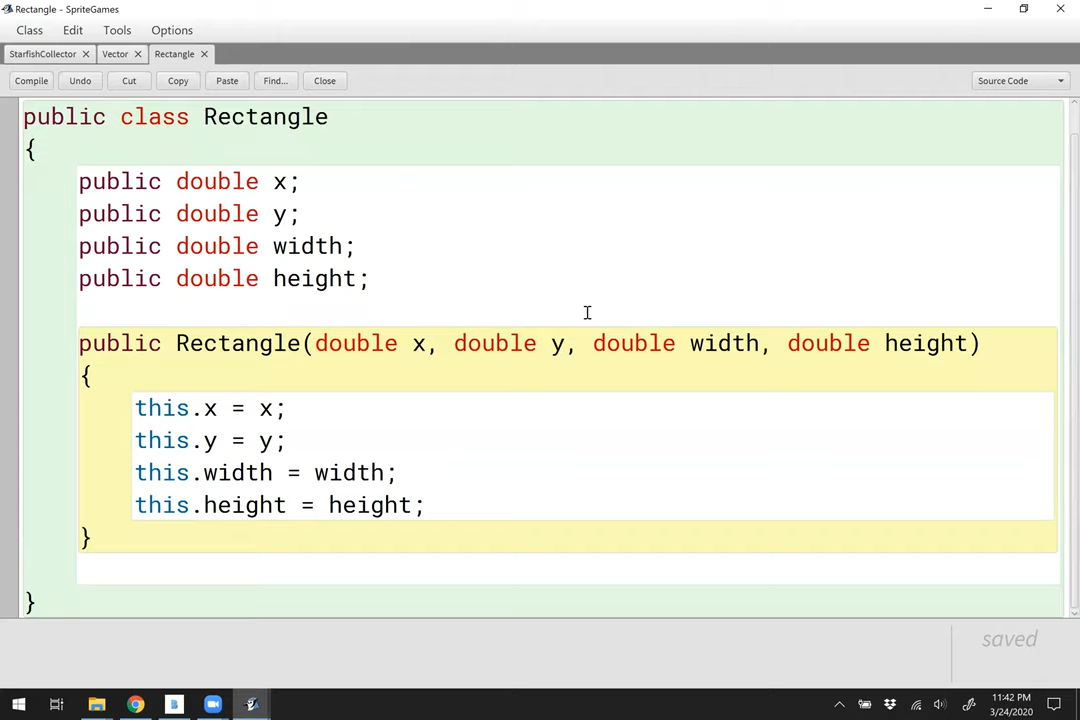 Rectangle - SpriteGames
Class Edit Tools Options
StarfishCollector Vector Rectangle
Compile Undo Cut Copy Paste Find... Close Source Code
public class Rectangle
{
public double x;
public double y;
public double width;
public double height;
public Rectangle(double x, double y, double width, double height)
{
this.x = x;
this.y = y;
this.width = width;
this.height = height;
}
}
saved
11:42 PM
3/24/2020